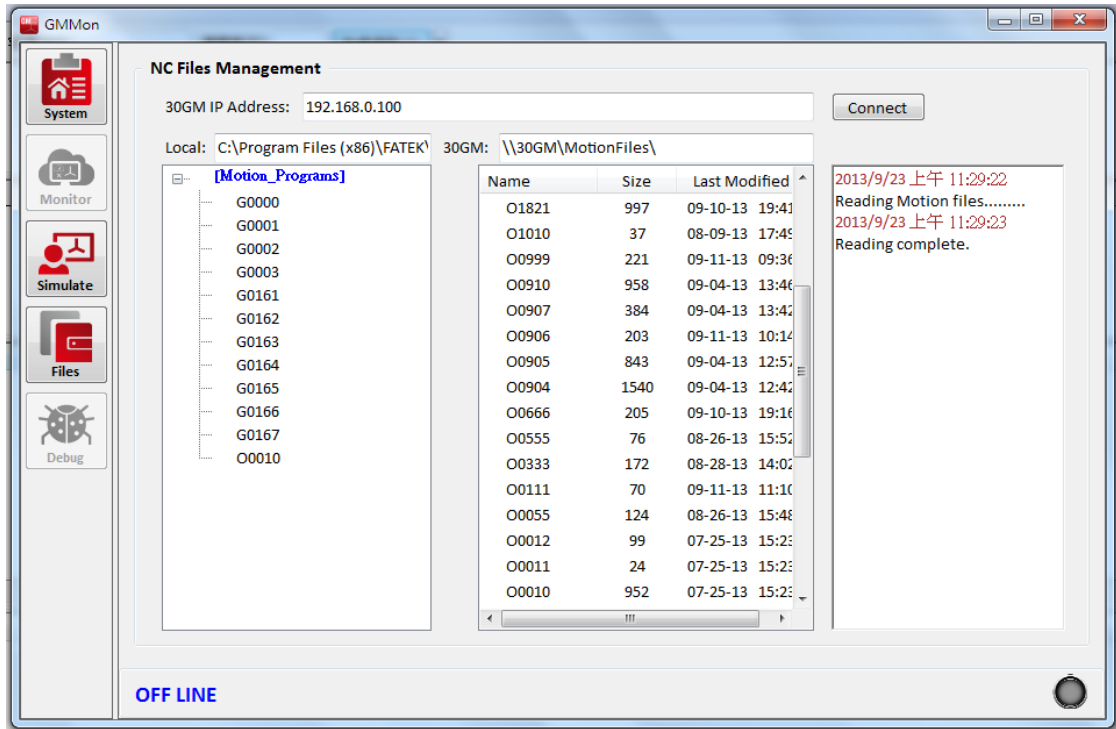 GMMon
System
Monitor
Simulate
Files
Debug
NC Files Management
30GM IP Address: 192.168.0.100 Connect
Local: C:\Program Files (x86)\FATEK\ 30GM: \\30GM\MotionFiles\
[Motion_Programs]
G0000
G0001
G0002
G0003
G0161
G0162
G0163
G0164
G0165
G0166
G0167
O0010
Name Size Last Modified
O1821 997 09-10-13 19:41
O1010 37 08-09-13 17:49
O0999 221 09-11-13 09:36
O0910 958 09-04-13 13:46
O0907 384 09-04-13 13:42
O0906 203 09-11-13 10:14
O0905 843 09-04-13 12:57
O0904 1540 09-04-13 12:42
O0666 205 09-10-13 19:16
O0555 76 08-26-13 15:52
O0333 172 08-28-13 14:02
O0111 70 09-11-13 11:10
O0055 124 08-26-13 15:48
O0012 99 07-25-13 15:23
O0011 24 07-25-13 15:23
O0010 952 07-25-13 15:23
2013/9/23 上午 11:29:22
Reading Motion files.........
2013/9/23 上午 11:29:23
Reading complete.
OFF LINE